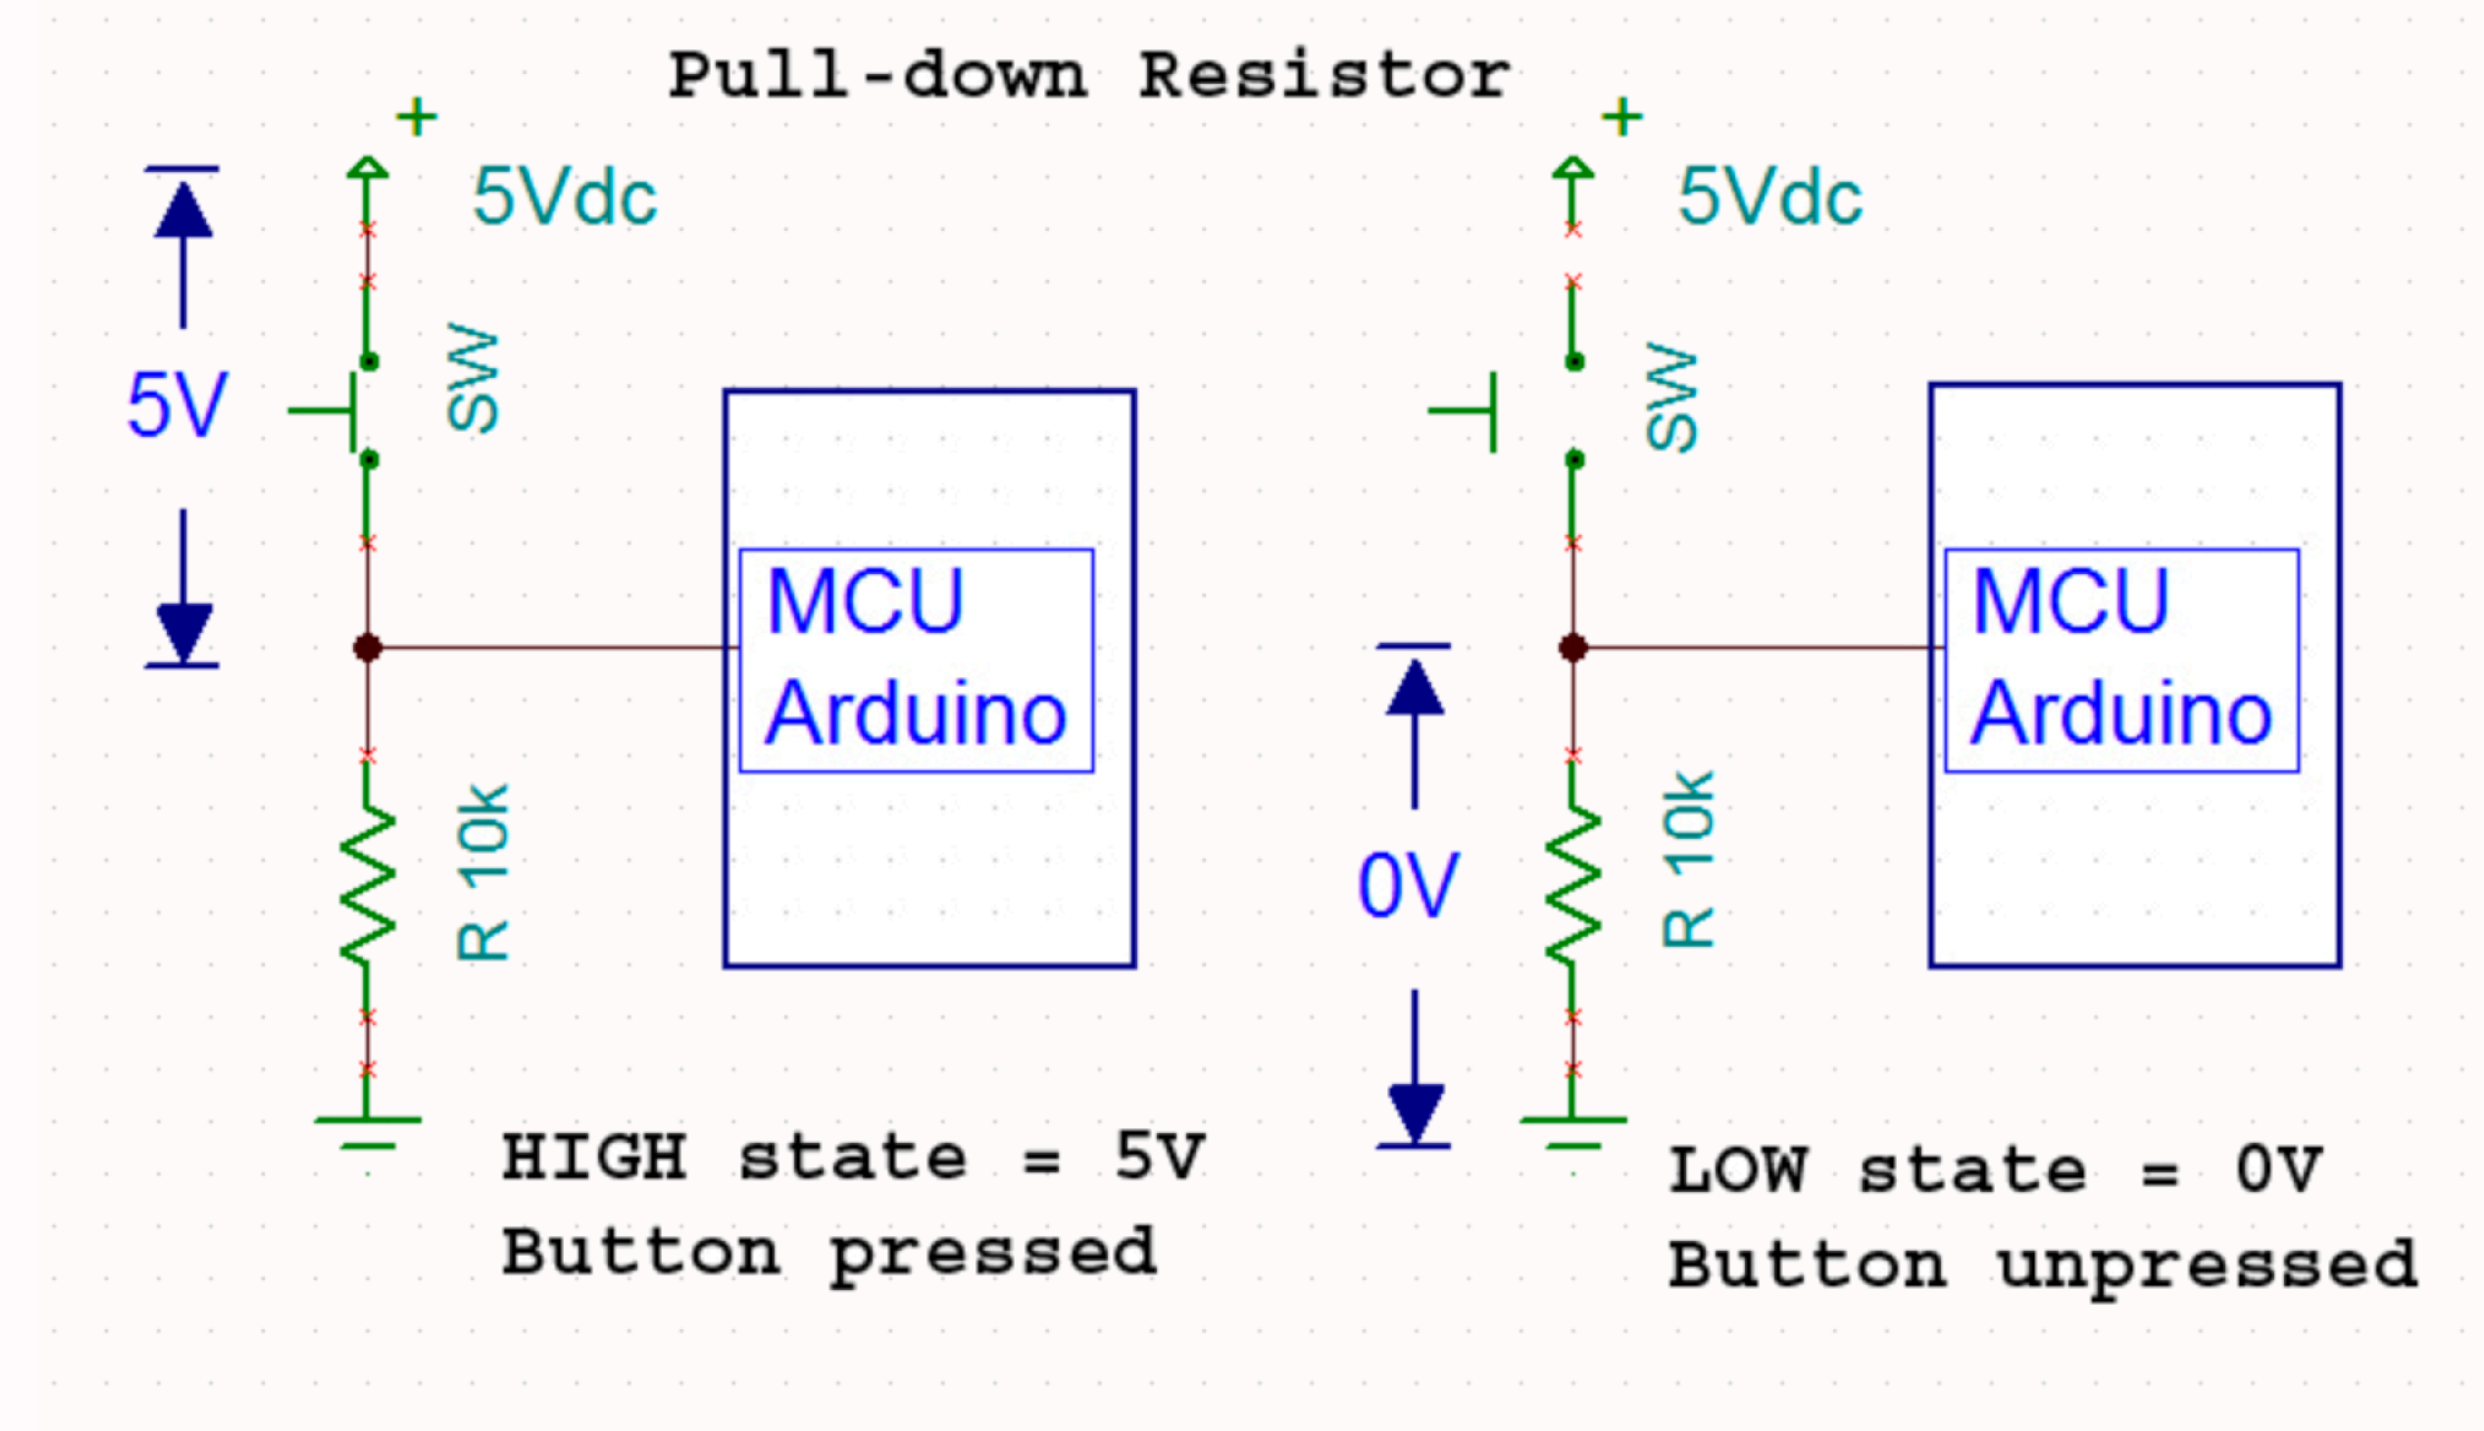 Pull-down Resistor
+
5Vdc
5V
SW
MCU
Arduino
R 10k
HIGH state = 5V
Button pressed
+
5Vdc
SW
MCU
Arduino
0V
R 10k
LOW state = 0V
Button unpressed